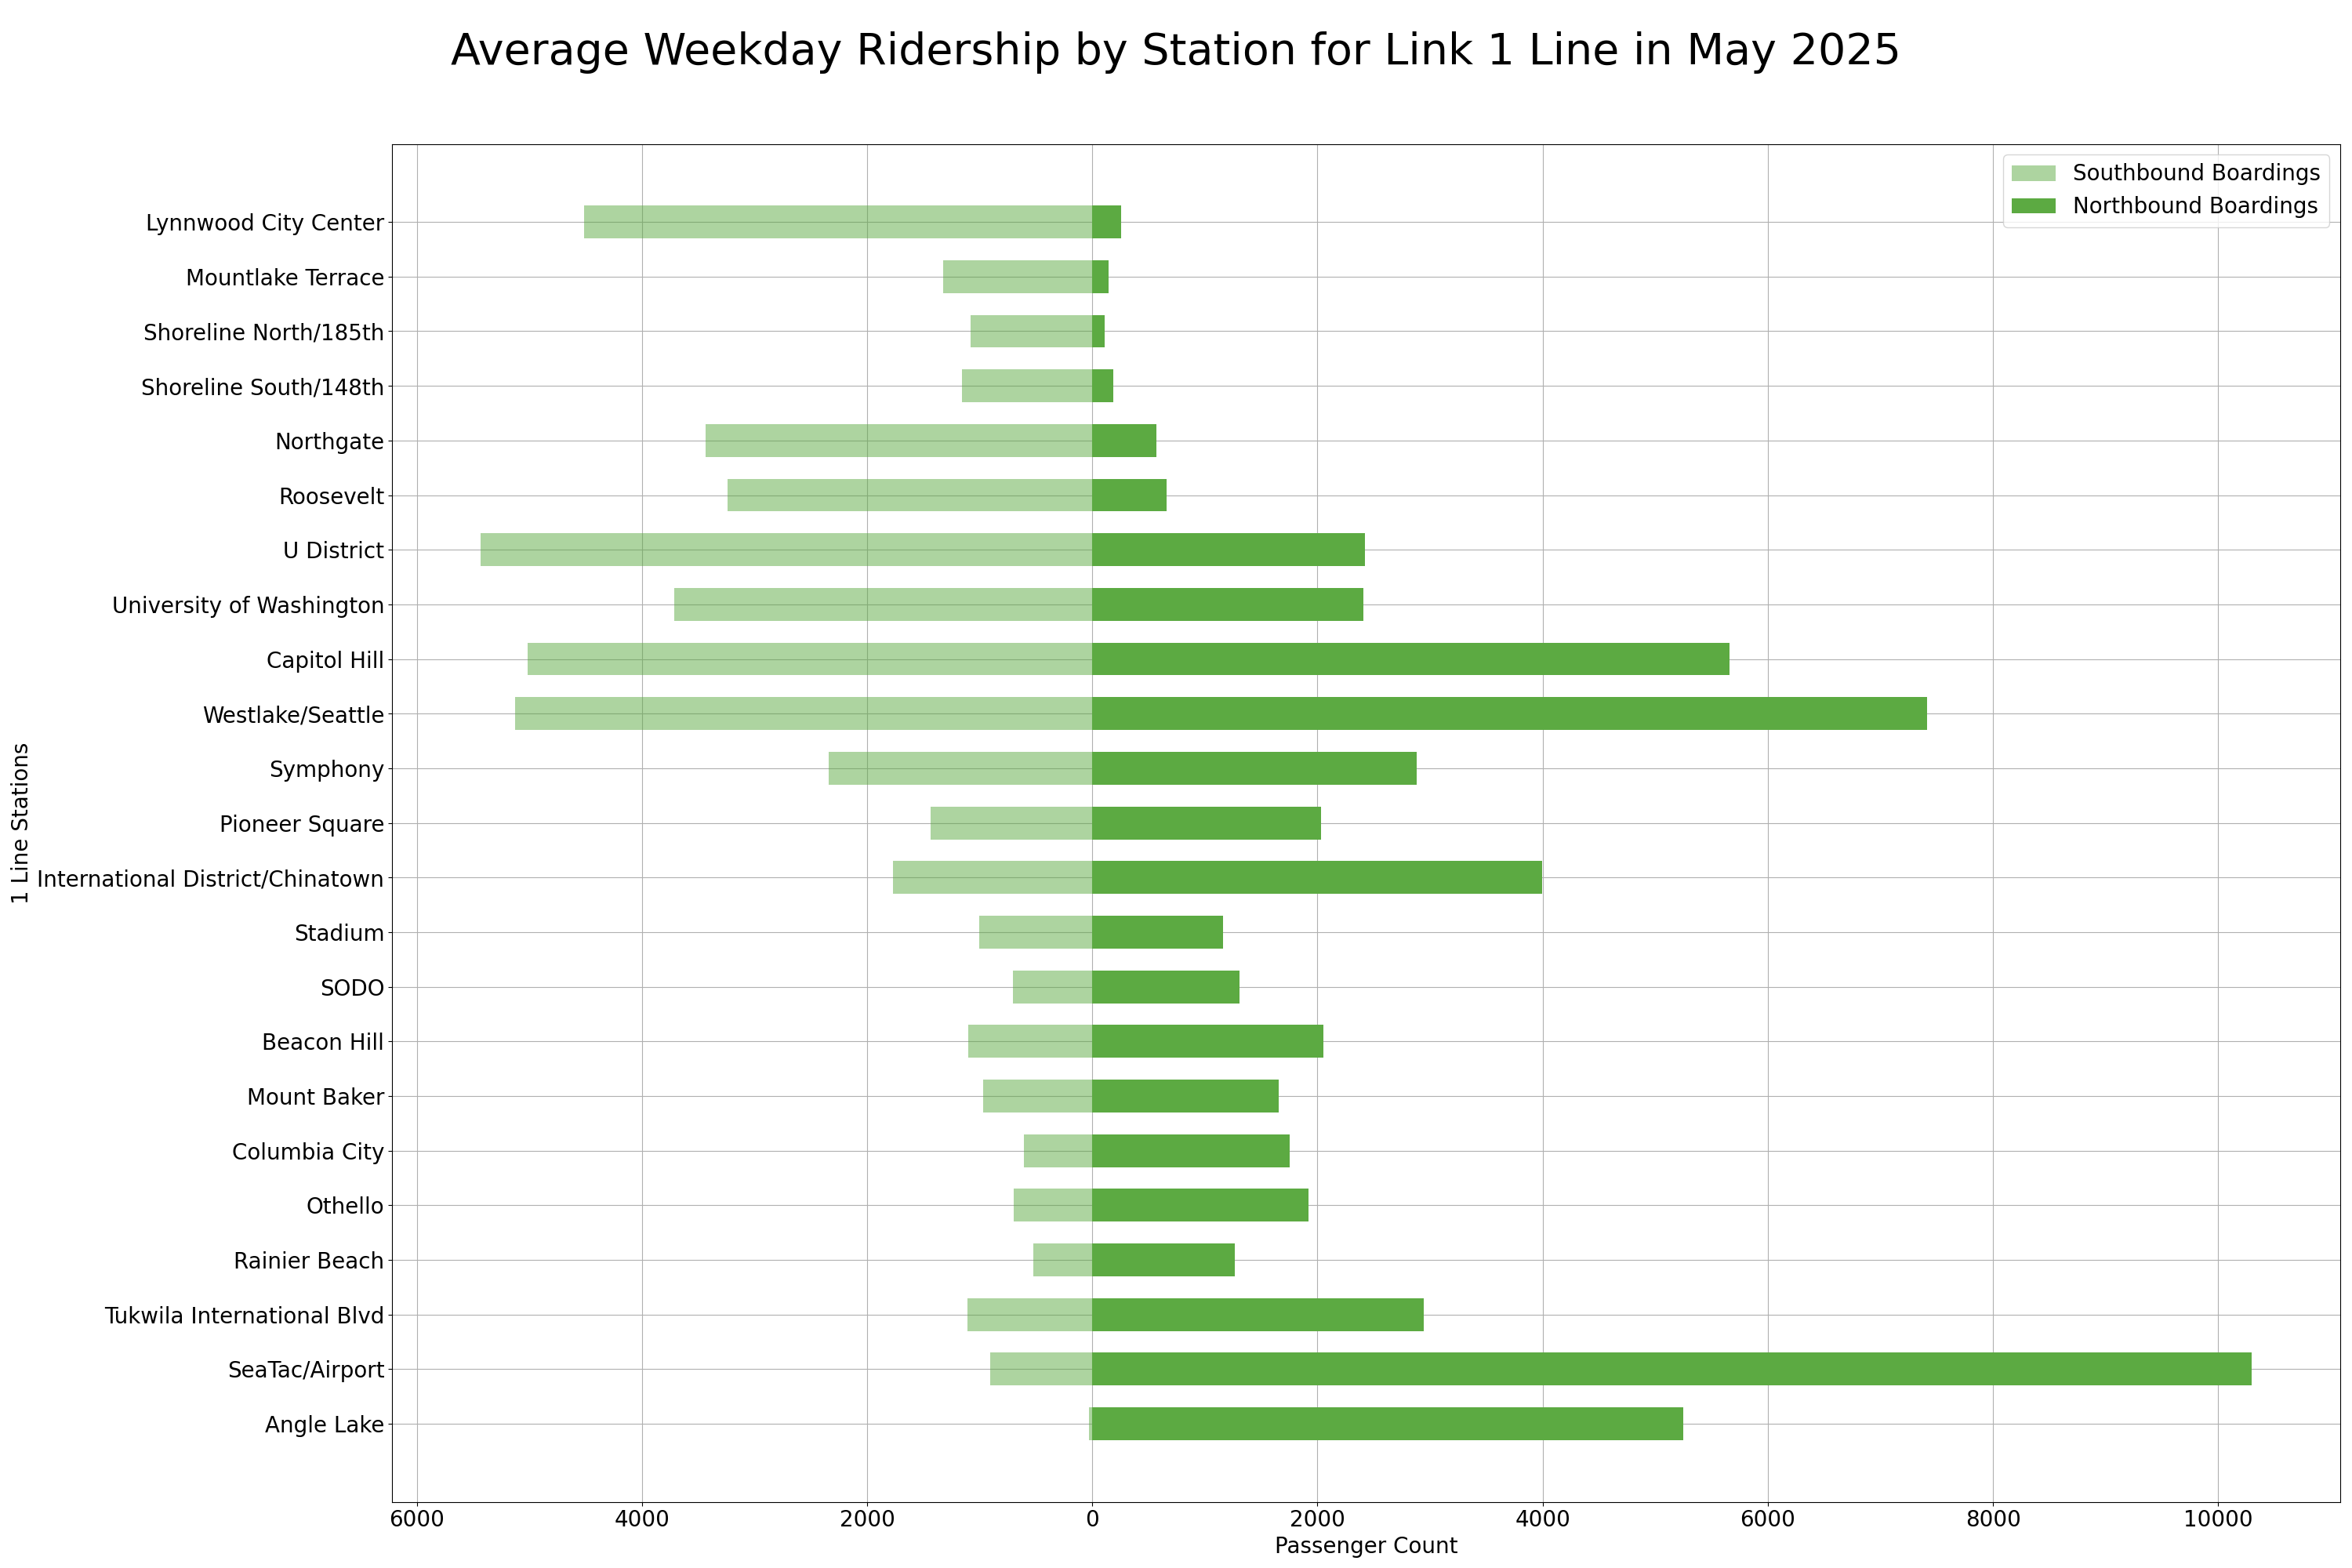 Average Weekday Ridership by Station for Link 1 Line in May 2025
Southbound Boardings
Northbound Boardings
1 Line Stations
Lynnwood City Center
Mountlake Terrace
Shoreline North/185th
Shoreline South/148th
Northgate
Roosevelt
U District
University of Washington
Capitol Hill
Westlake/Seattle
Symphony
Pioneer Square
International District/Chinatown
Stadium
SODO
Beacon Hill
Mount Baker
Columbia City
Othello
Rainier Beach
Tukwila International Blvd
SeaTac/Airport
Angle Lake
6000 4000 2000 0 2000 4000 6000 8000 10000
Passenger Count